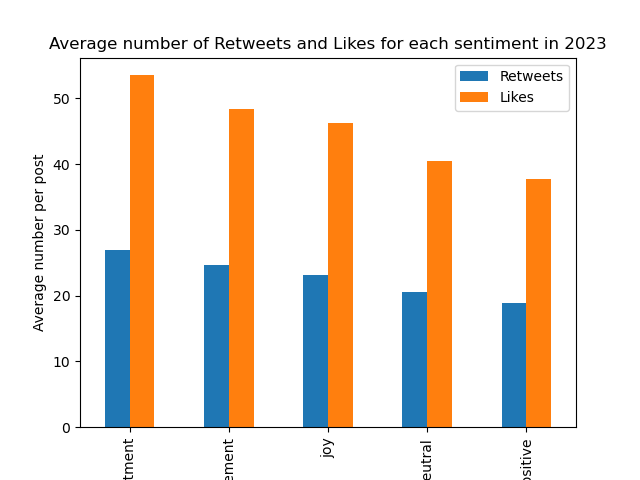 Average number of Retweets and Likes for each sentiment in 2023
Retweets
Likes
Average number per post
50
40
30
20
10
0
tment
ement
joy
eutral
ositive